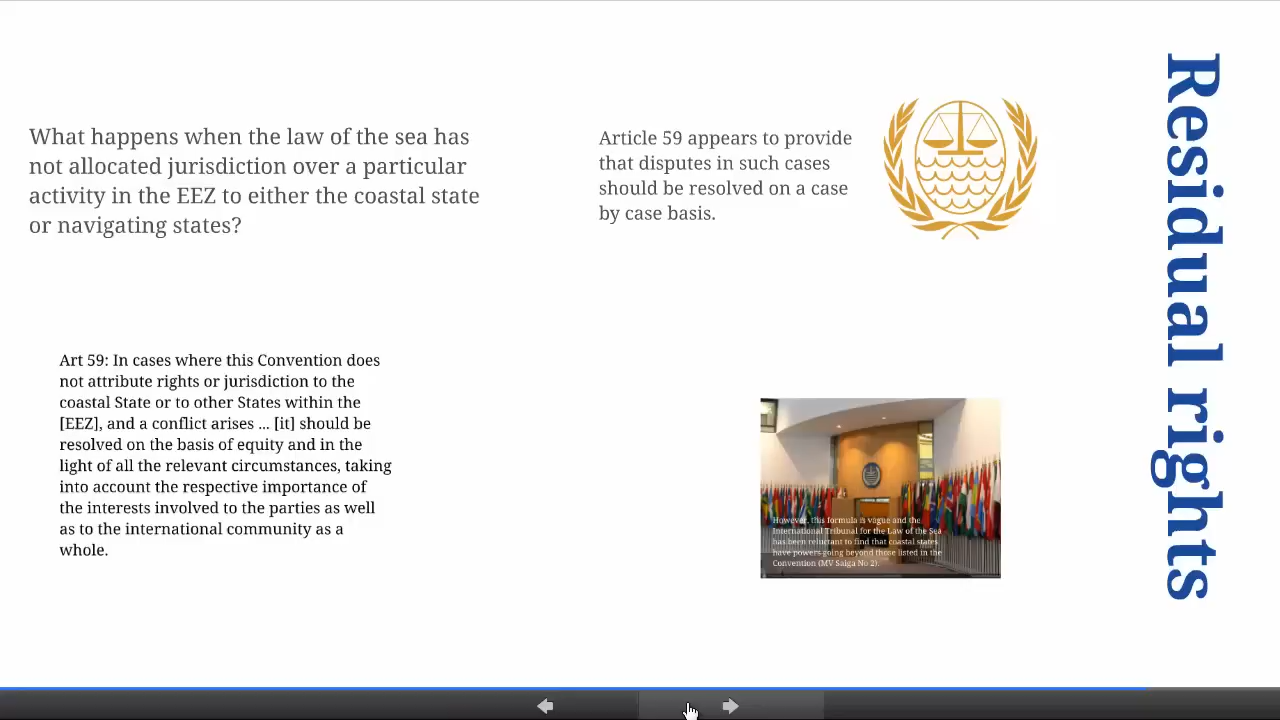 What happens when the law of the sea has
not allocated jurisdiction over a particular
activity in the EEZ to either the coastal state
or navigating states?
Article 59 appears to provide
that disputes in such cases
should be resolved on a case
by case basis.
Residual rights
Art 59: In cases where this Convention does
not attribute rights or jurisdiction to the
coastal State or to other States within the
[EEZ], and a conflict arises ... [it] should be
resolved on the basis of equity and in the
light of all the relevant circumstances, taking
into account the respective importance of
the interests involved to the parties as well
as to the international community as a
whole.
However, this formula is vague and the
International Tribunal for the Law of the Sea
has been reluctant to find that coastal states
have powers going beyond those listed in the
Convention (MV Saiga No 2).